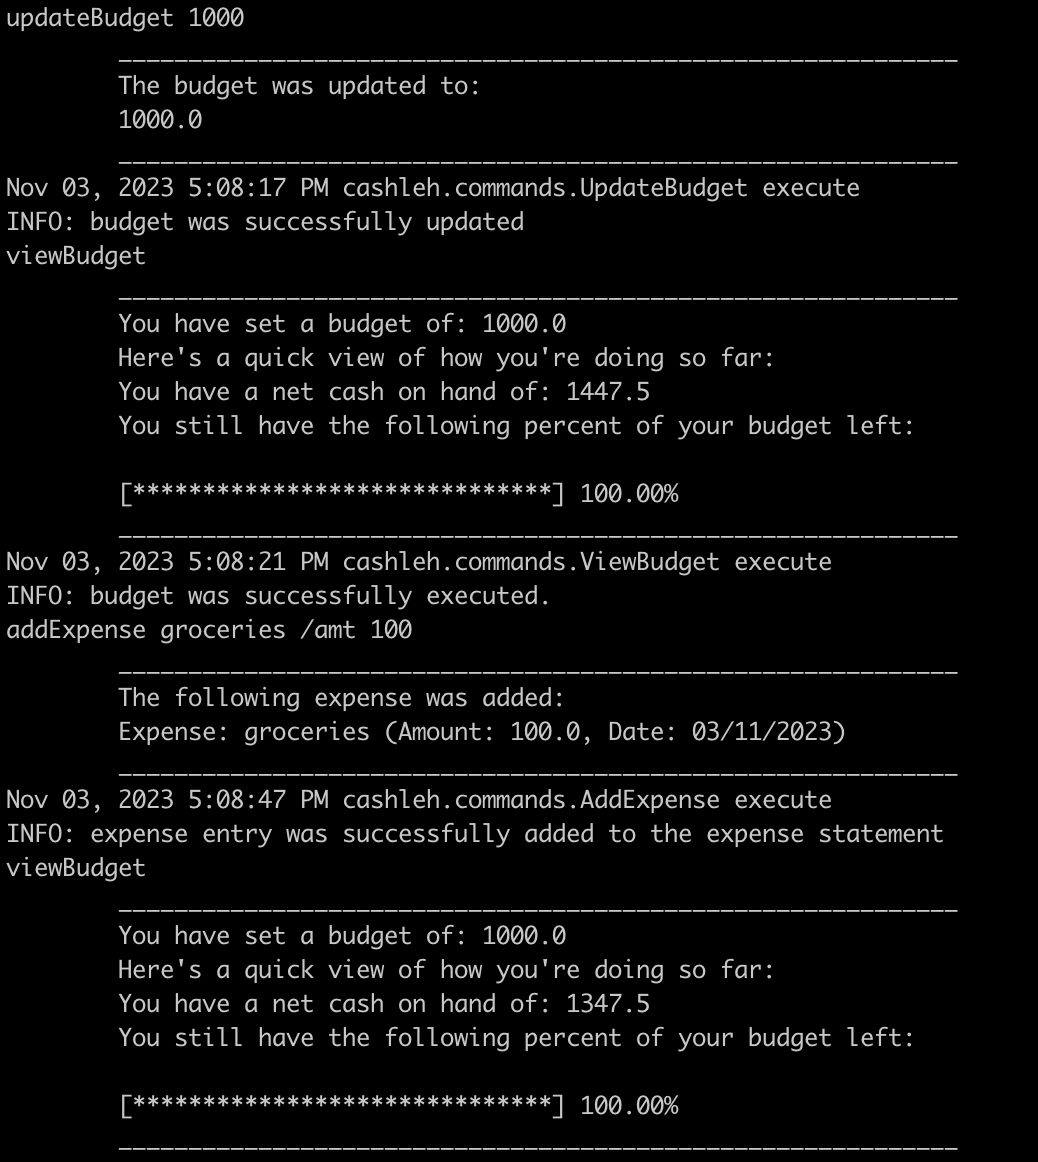 updateBudget 1000
____________________________________________________________
The budget was updated to:
1000.0
____________________________________________________________
Nov 03, 2023 5:08:17 PM cashleh.commands.UpdateBudget execute
INFO: budget was successfully updated
viewBudget
____________________________________________________________
You have set a budget of: 1000.0
Here's a quick view of how you're doing so far:
You have a net cash on hand of: 1447.5
You still have the following percent of your budget left:
[******************************] 100.00%
____________________________________________________________
Nov 03, 2023 5:08:21 PM cashleh.commands.ViewBudget execute
INFO: budget was successfully executed.
addExpense groceries /amt 100
____________________________________________________________
The following expense was added:
Expense: groceries (Amount: 100.0, Date: 03/11/2023)
____________________________________________________________
Nov 03, 2023 5:08:47 PM cashleh.commands.AddExpense execute
INFO: expense entry was successfully added to the expense statement
viewBudget
____________________________________________________________
You have set a budget of: 1000.0
Here's a quick view of how you're doing so far:
You have a net cash on hand of: 1347.5
You still have the following percent of your budget left:
[******************************] 100.00%
____________________________________________________________